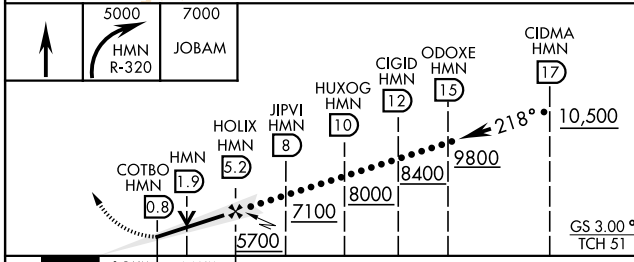 5000
HMN
R-320
7000
JOBAM
CIDMA
HMN
17
ODOXE
HMN
15
CIGID
HMN
12
HUXOG
HMN
10
JIPVI
HMN
8
HOLIX
HMN
5.2
HMN
1.9
COTBO
HMN
0.8
218°
10,500
9800
8400
8000
7100
5700
GS 3.00°
TCH 51